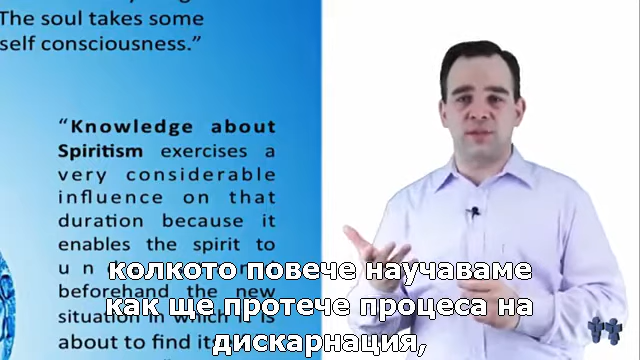 The soul takes some
self consciousness.”
“Knowledge about
Spiritism exercises a
very considerable
influence on that
duration because it
enables the spirit to
beforehand the new
situation in which it is
about to find it
колкото повече научаваме
как ще протече процеса на
дискарнация,